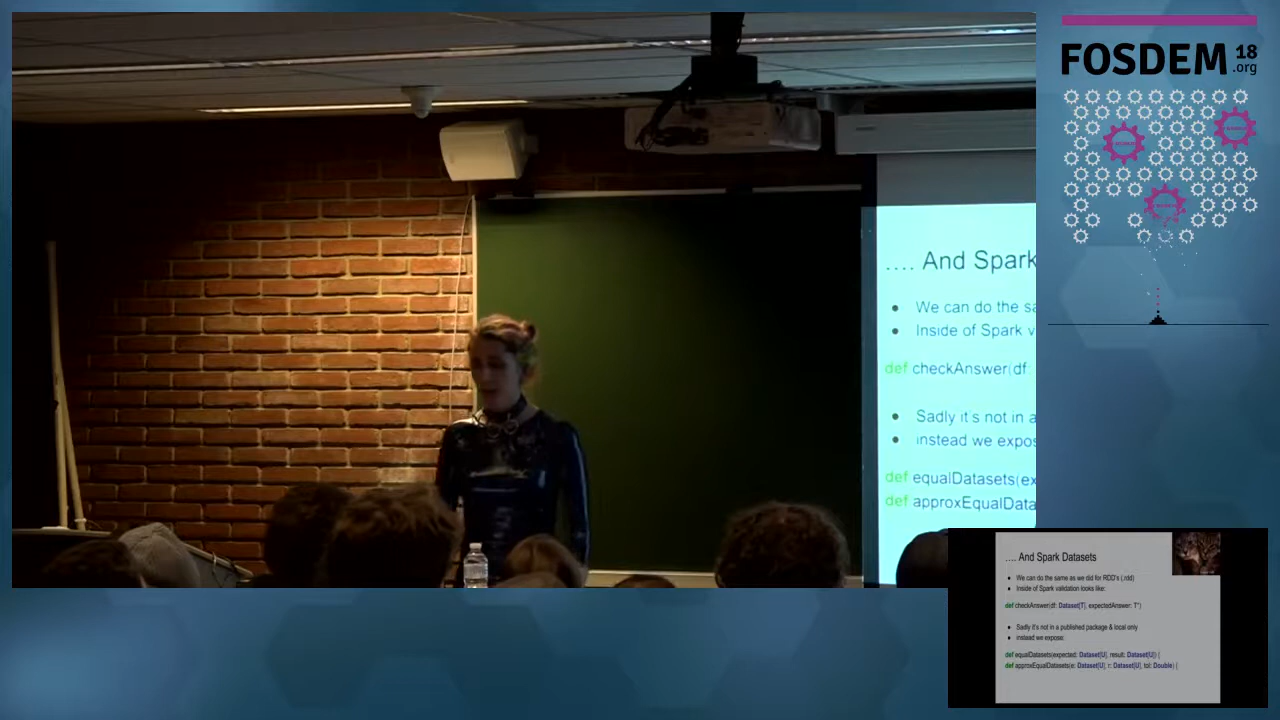 FOSDEM 18
.org
.... And Spark
We can do the sa
Inside of Spark v
def checkAnswer(df:
Sadly it's not in a
instead we expos
def equalDatasets(ex
def approxEqualData
.... And Spark Datasets
We can do the same as we did for RDD's (.rdd)
Inside of Spark validation looks like:
def checkAnswer(df: Dataset[T], expectedAnswer: T*)
Sadly it's not in a published package & local only
instead we expose:
def equalDatasets(expected: Dataset[U], result: Dataset[U]) {
def approxEqualDatasets(e: Dataset[U], r: Dataset[U], tol: Double) {